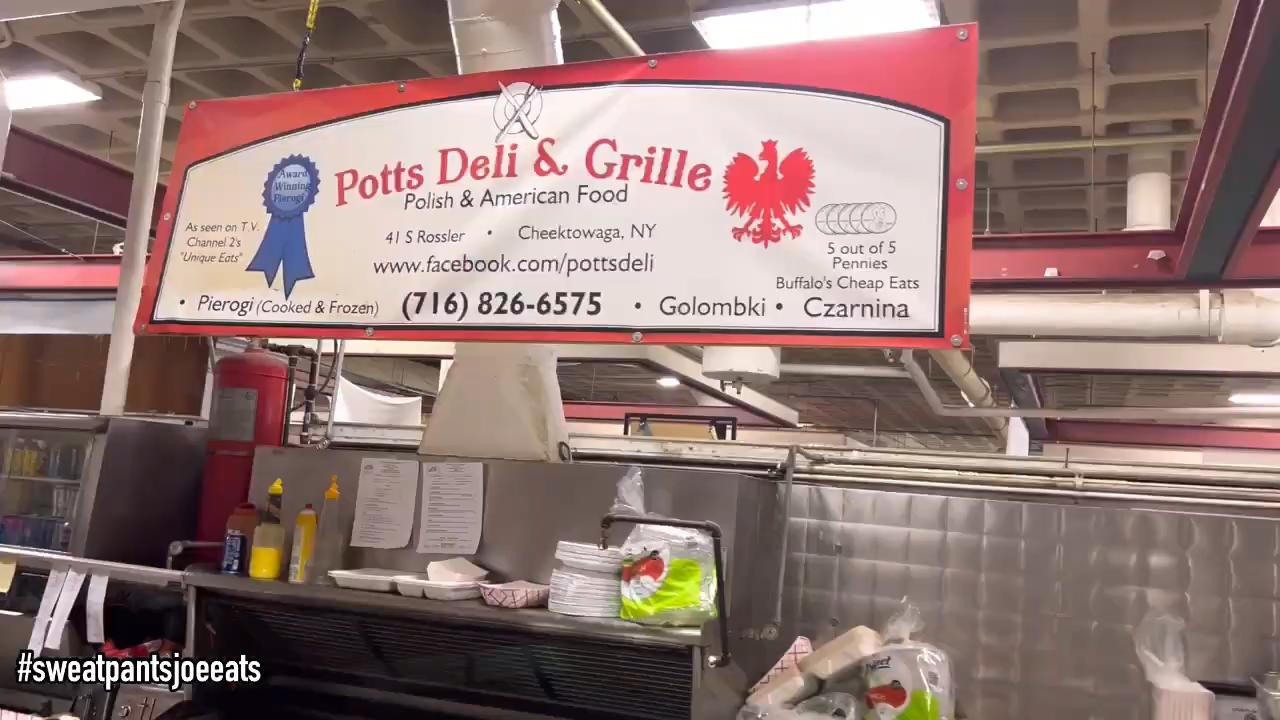 Award
Winning
Pierogi
As seen on T.V.
Channel 2's
"Unique Eats"
Potts Deli & Grille
Polish & American Food
41 S Rossler • Cheektowaga, NY
www.facebook.com/pottsdeli
5 out of 5
Pennies
Buffalo's Cheap Eats
• Pierogi (Cooked & Frozen) (716) 826-6575 • Golombki • Czarnina
#sweatpantsjoeeats